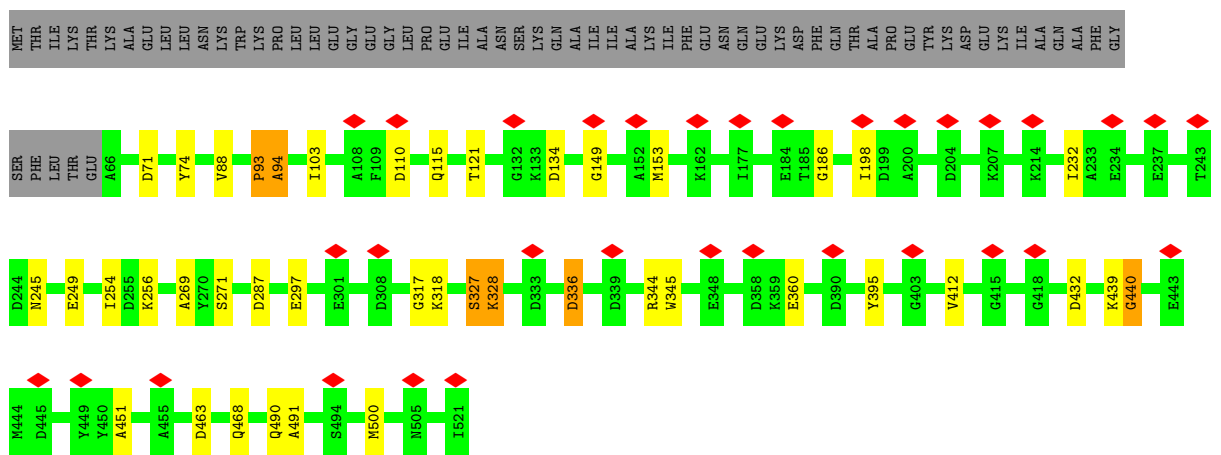 MET THR ILE LYS THR LYS ALA GLU LEU LEU ASN LYS TRP LYS PRO LEU LEU GLU GLY GLU GLY LEU PRO GLU ILE ALA ASN SER LYS GLN ALA ILE ILE ALA LYS ILE PHE GLU ASN GLN GLU LYS ASP PHE GLN THR ALA PRO GLU TYR LYS ASP GLU LYS ILE ALA GLN ALA PHE GLY
SER PHE LEU THR GLU A66 D71 Y74 V88 P93 A94 I103 A108 F109 D110 Q115 T121 G132 K133 D134 G149 A152 M153 K162 I177 E184 T185 G186 I198 D199 A200 D204 K207 K214 I232 A233 E234 E237 T243
D244 N245 E249 I254 D255 K256 A269 Y270 S271 D287 E297 E301 D308 G317 K318 S327 K328 D333 D336 D339 R344 W345 E348 D358 K359 E360 D390 Y395 G403 V412 G415 G418 D432 K439 G440 E443
M444 D445 Y449 Y450 A451 A455 D463 Q468 Q490 A491 S494 M500 N505 I521